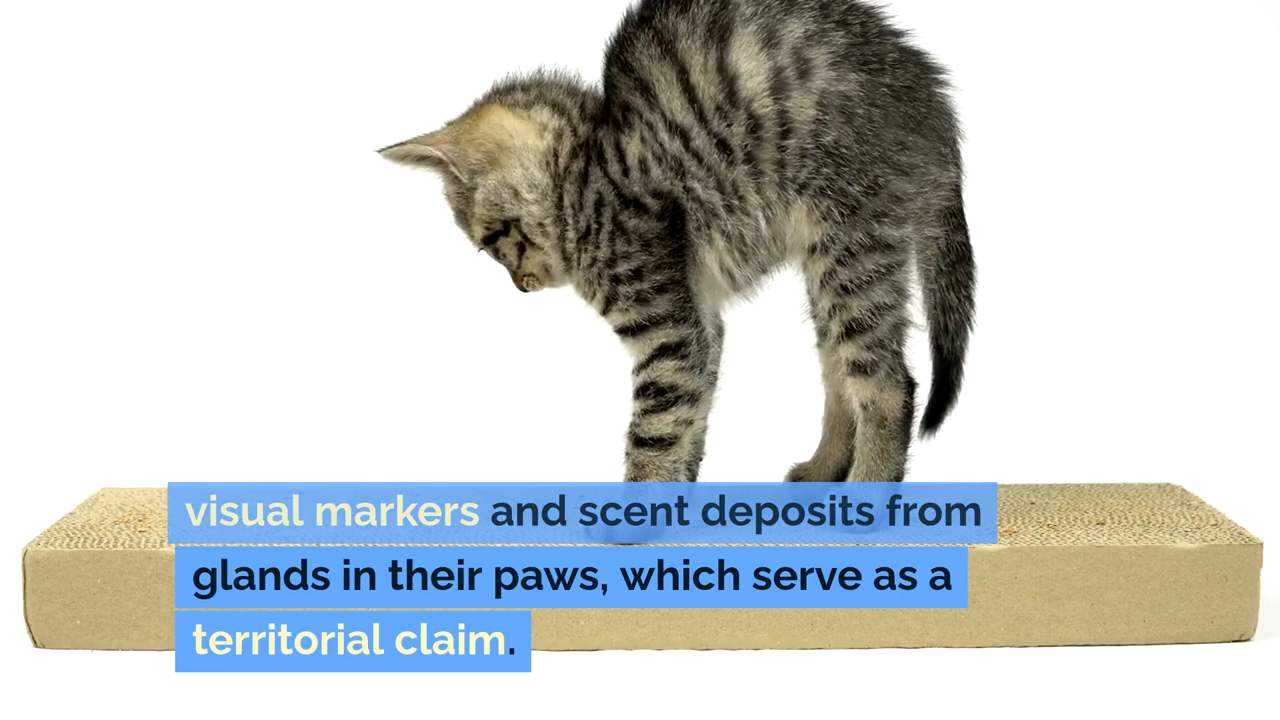 visual markers and scent deposits from
glands in their paws, which serve as a
territorial claim.